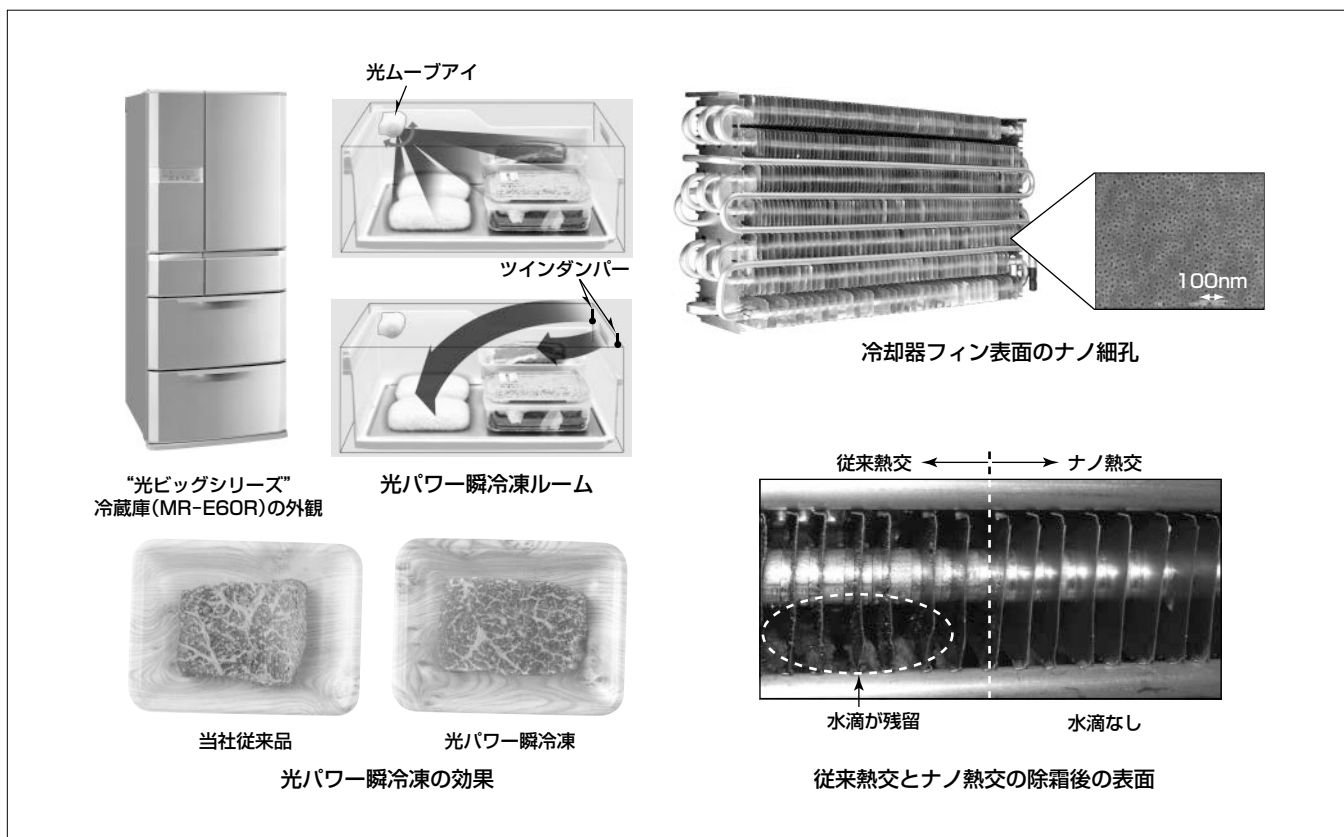 光ムーブアイ
ツインダンパー
“光ビッグシリーズ”
冷蔵庫(MR-E60R)の外観
光パワー瞬冷凍ルーム
100nm
冷却器フィン表面のナノ細孔
当社従来品
光パワー瞬冷凍
光パワー瞬冷凍の効果
従来熱交
ナノ熱交
水滴が残留
水滴なし
従来熱交とナノ熱交の除霜後の表面